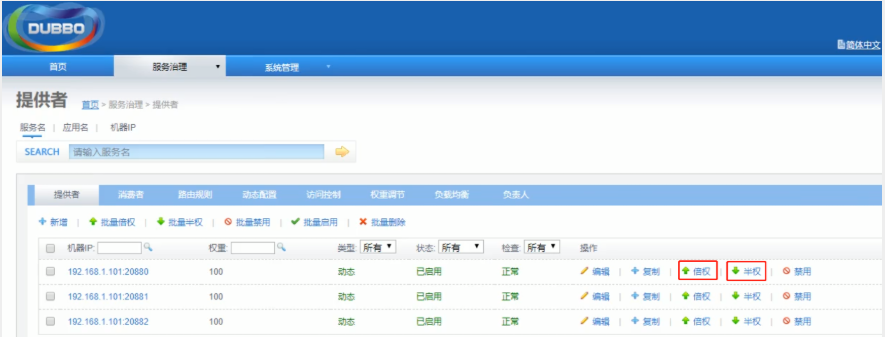 DUBBO
简体中文
首页 服务治理 系统管理
提供者 首页 > 服务治理 > 提供者
服务名 | 应用名 | 机器IP
SEARCH 请输入服务名
提供者 消费者 路由规则 动态配置 访问控制 权重调节 负载均衡 负责人
新增 | 批量倍权 | 批量半权 | 批量禁用 | 批量启用 | 批量删除
机器IP: 权重: 类型: 所有 状态: 所有 检查: 所有 操作
192.168.1.101:20880 100 动态 已启用 正常 编辑 | 复制 | 倍权 | 半权 | 禁用
192.168.1.101:20881 100 动态 已启用 正常 编辑 | 复制 | 倍权 | 半权 | 禁用
192.168.1.101:20882 100 动态 已启用 正常 编辑 | 复制 | 倍权 | 半权 | 禁用